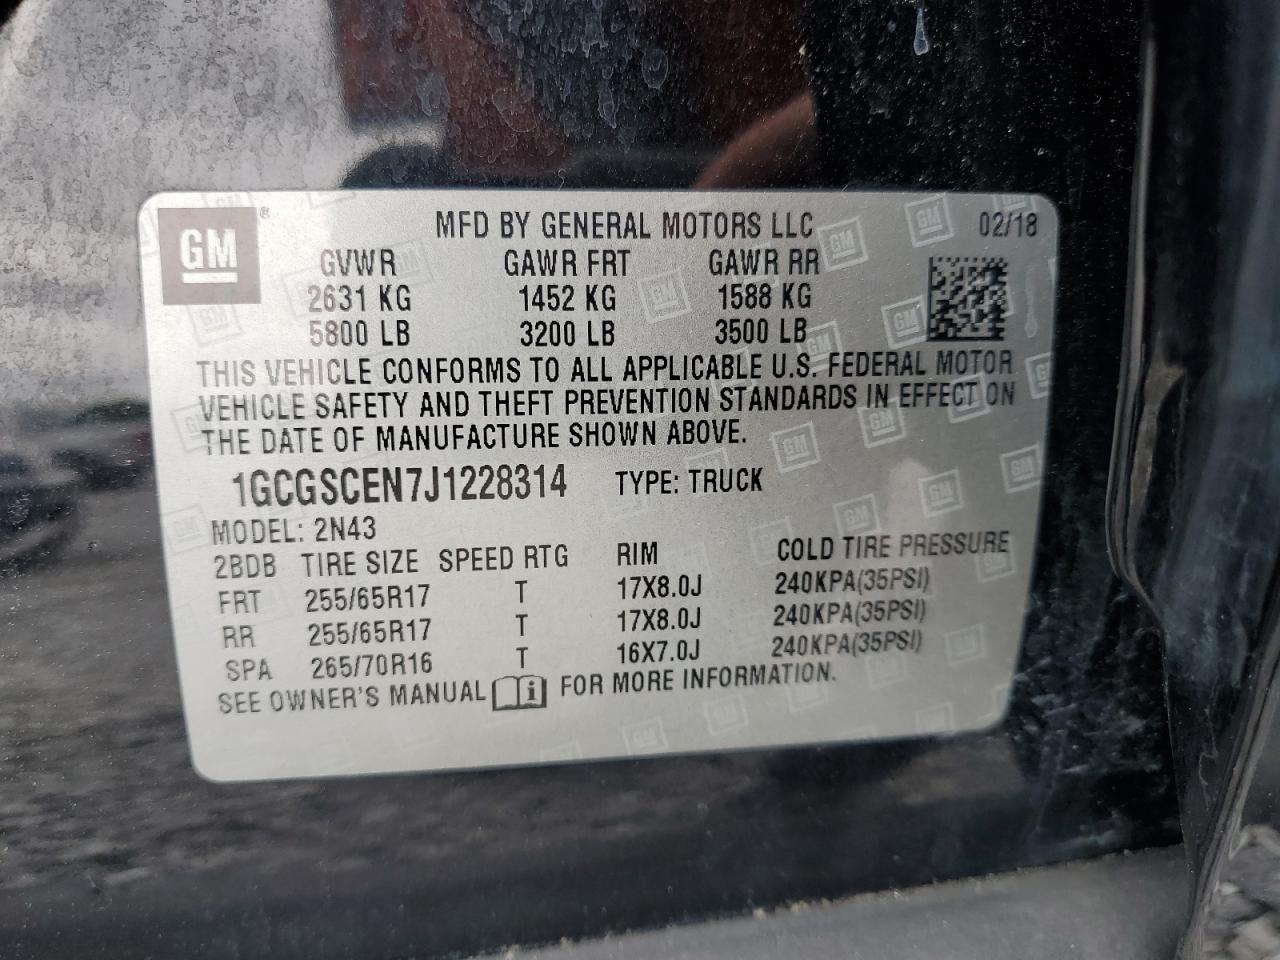 GM ® MFD BY GENERAL MOTORS LLC 02/18
GVWR GAWR FRT GAWR RR
2631 KG 1452 KG 1588 KG
5800 LB 3200 LB 3500 LB
THIS VEHICLE CONFORMS TO ALL APPLICABLE U.S. FEDERAL MOTOR
VEHICLE SAFETY AND THEFT PREVENTION STANDARDS IN EFFECT ON
THE DATE OF MANUFACTURE SHOWN ABOVE.
1GCGSCEN7J1228314 TYPE: TRUCK
MODEL: 2N43
2BDB TIRE SIZE SPEED RTG RIM COLD TIRE PRESSURE
FRT 255/65R17 T 17X8.0J 240KPA(35PSI)
RR 255/65R17 T 17X8.0J 240KPA(35PSI)
SPA 265/70R16 T 16X7.0J 240KPA(35PSI)
SEE OWNER'S MANUAL i FOR MORE INFORMATION.